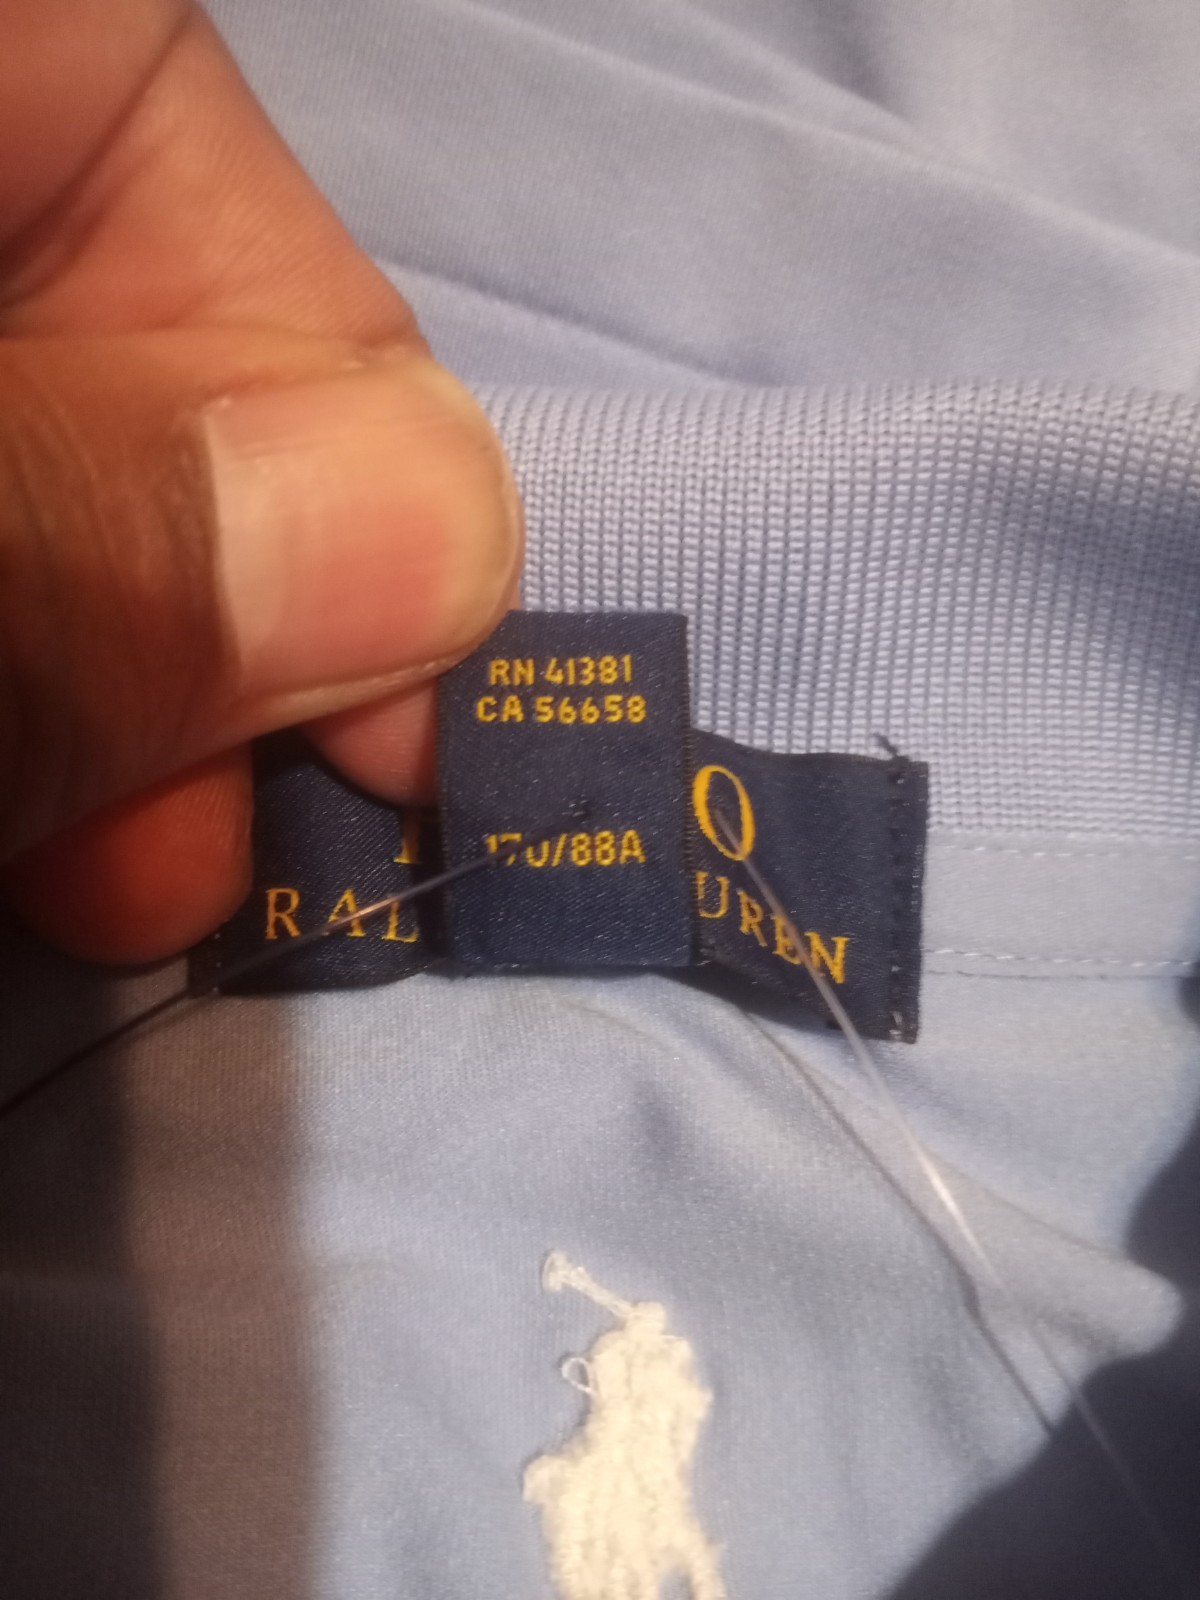 RN 41381
CA 56658
170/88A
O
RAL UREN